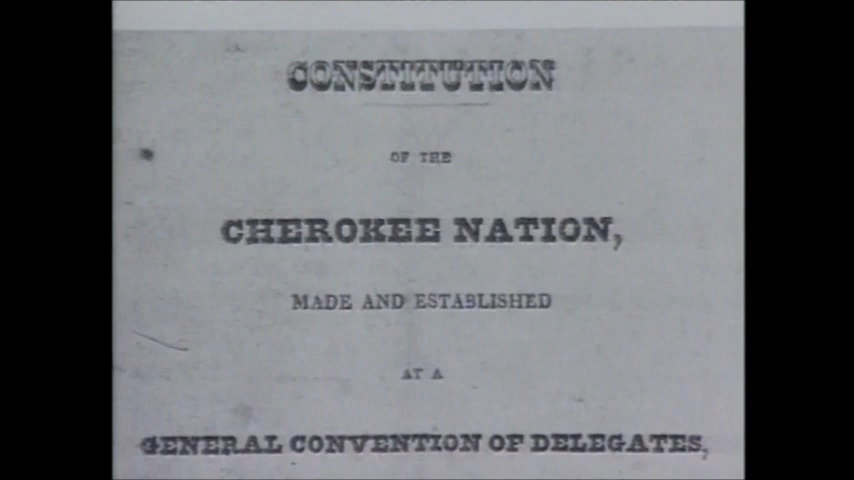 CONSTITUTION
OF THE
CHEROKEE NATION,
MADE AND ESTABLISHED
AT A
GENERAL CONVENTION OF DELEGATES,